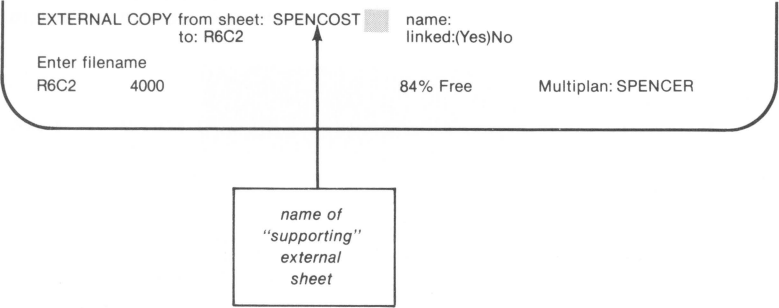 EXTERNAL COPY from sheet: SPENCOST name:
to: R6C2 linked:(Yes)No
Enter filename
R6C2 4000 84% Free Multiplan: SPENCER
name of
"supporting"
external
sheet